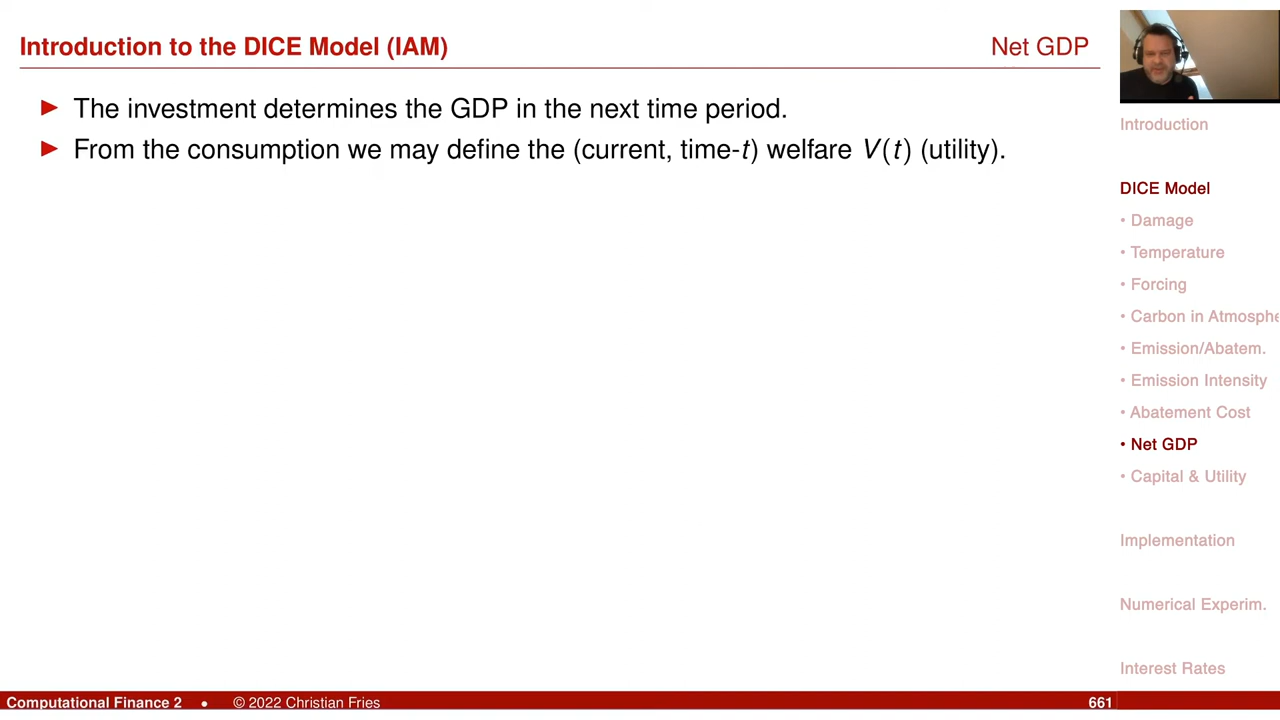 Introduction to the DICE Model (IAM)
Net GDP
► The investment determines the GDP in the next time period.
► From the consumption we may define the (current, time-t) welfare V(t) (utility).
Introduction
DICE Model
• Damage
• Temperature
• Forcing
• Carbon in Atmosphe
• Emission/Abatem.
• Emission Intensity
• Abatement Cost
• Net GDP
• Capital & Utility
Implementation
Numerical Experim.
Interest Rates
Computational Finance 2 • © 2022 Christian Fries 661